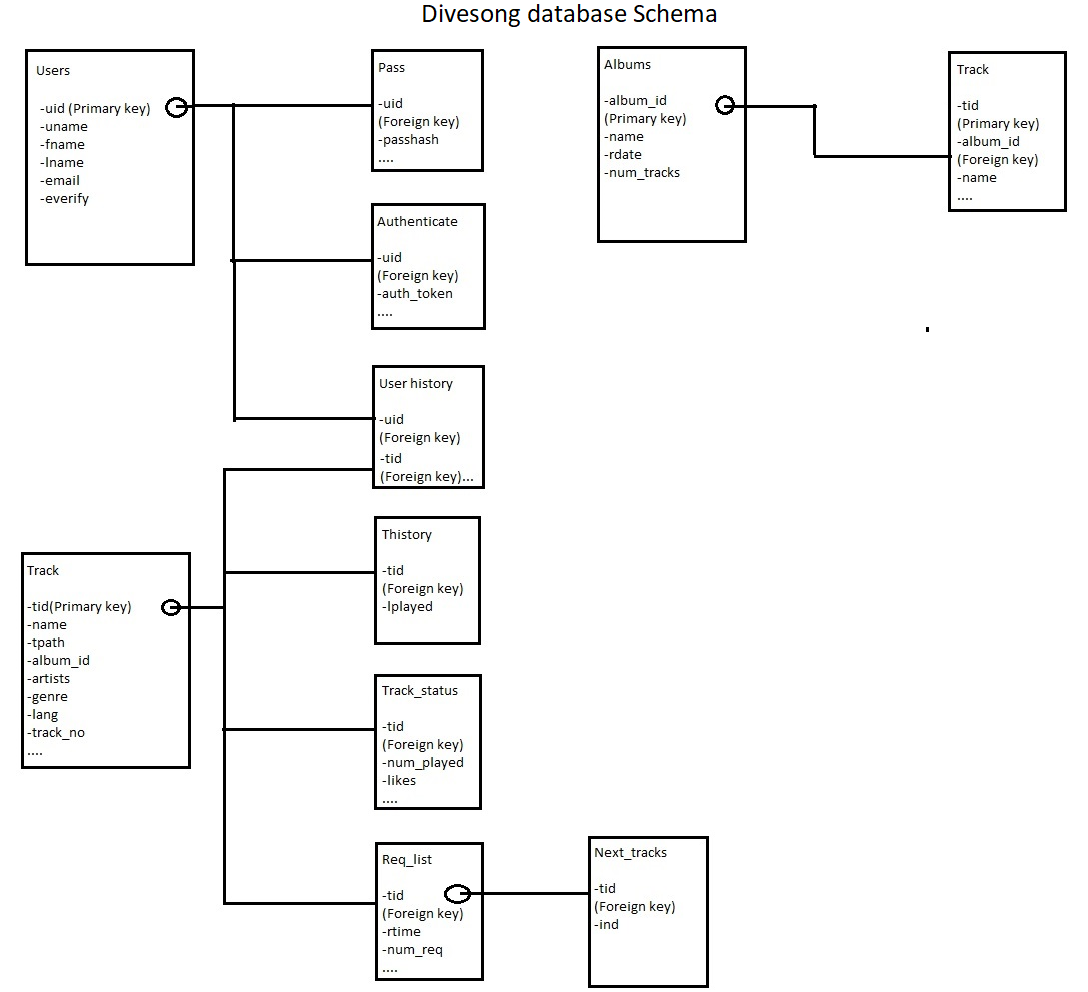 Divesong database Schema
Users
-uid (Primary key)
-uname
-fname
-lname
-email
-everify
Pass
-uid
(Foreign key)
-passhash
....
Authenticate
-uid
(Foreign key)
-auth_token
....
User history
-uid
(Foreign key)
-tid
(Foreign key)...
Albums
-album_id
(Primary key)
-name
-rdate
-num_tracks
Track
-tid
(Primary key)
-album_id
(Foreign key)
-name
....
Track
-tid(Primary key)
-name
-tpath
-album_id
-artists
-genre
-lang
-track_no
....
Thistory
-tid
(Foreign key)
-lplayed
Track_status
-tid
(Foreign key)
-num_played
-likes
....
Req_list
-tid
(Foreign key)
-rtime
-num_req
....
Next_tracks
-tid
(Foreign key)
-ind